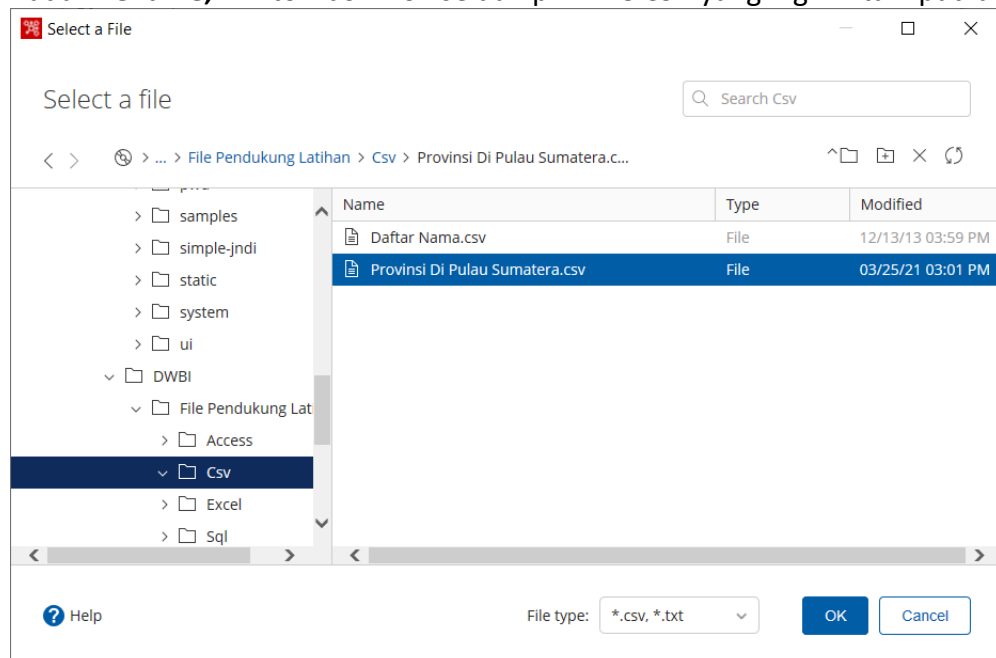 Select a File
Select a file
Search Csv
> ... > File Pendukung Latihan > Csv > Provinsi Di Pulau Sumatera.c...
samples
simple-jndi
static
system
ui
DWBI
File Pendukung Lat
Access
Csv
Excel
Sql
Name Type Modified
Daftar Nama.csv File 12/13/13 03:59 PM
Provinsi Di Pulau Sumatera.csv File 03/25/21 03:01 PM
Help
File type: *.csv, *.txt
OK Cancel